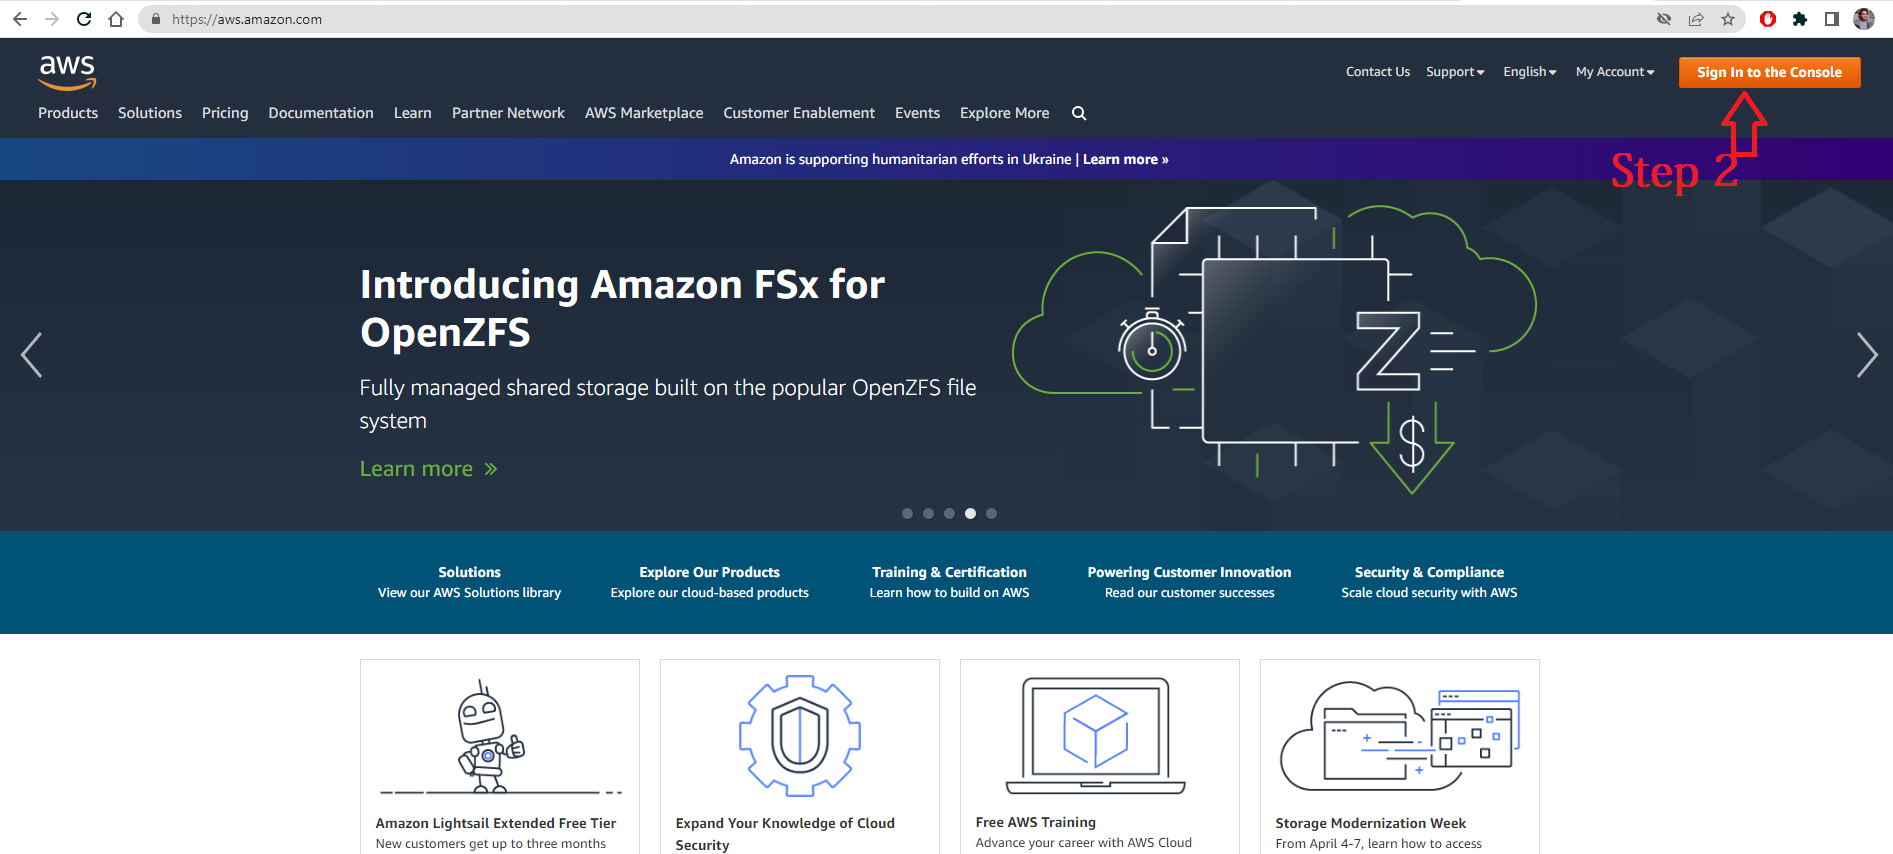 https://aws.amazon.com
aws
Contact Us Support English My Account Sign In to the Console
Products Solutions Pricing Documentation Learn Partner Network AWS Marketplace Customer Enablement Events Explore More
Amazon is supporting humanitarian efforts in Ukraine | Learn more »
Step 2
Introducing Amazon FSx for
OpenZFS
Fully managed shared storage built on the popular OpenZFS file
system
Learn more »
Z
$
Solutions
View our AWS Solutions library
Explore Our Products
Explore our cloud-based products
Training & Certification
Learn how to build on AWS
Powering Customer Innovation
Read our customer successes
Security & Compliance
Scale cloud security with AWS
Amazon Lightsail Extended Free Tier
New customers get up to three months
Expand Your Knowledge of Cloud
Security
Free AWS Training
Advance your career with AWS Cloud
Storage Modernization Week
From April 4-7, learn how to access